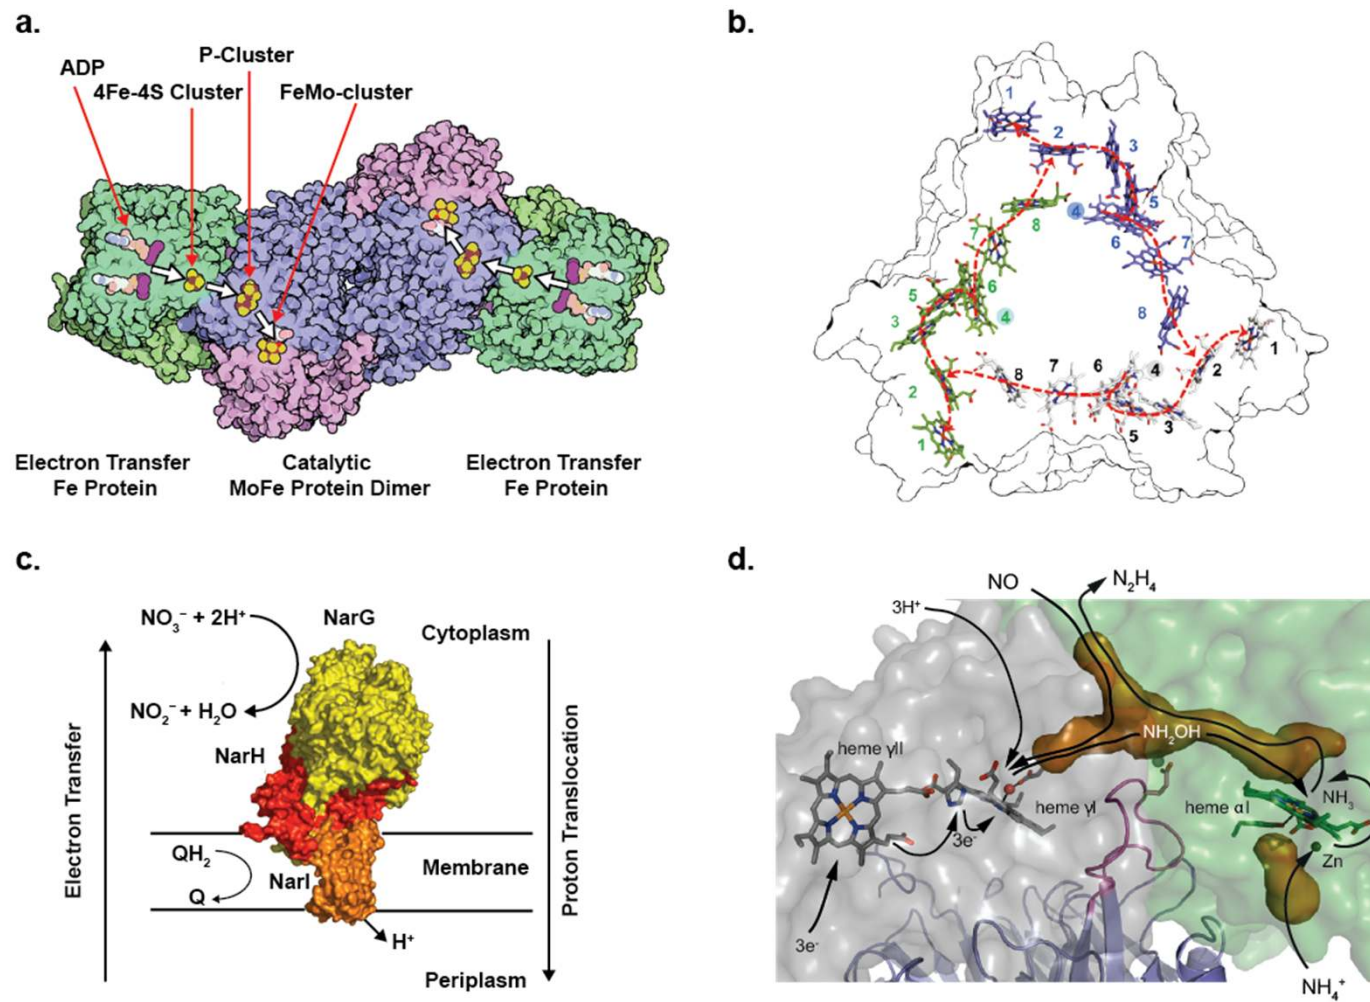 a.
P-Cluster
ADP
4Fe-4S Cluster
FeMo-cluster
Electron Transfer
Fe Protein
Catalytic
MoFe Protein Dimer
Electron Transfer
Fe Protein
b.
1
2
3
5
4
6
7
8
8
7
6
5
4
3
2
1
8
7
6
4
5
3
2
1
c.
NO₃⁻ + 2H⁺
NarG
Cytoplasm
NO₂⁻ + H₂O
NarH
Electron Transfer
Proton Translocation
QH₂
Membrane
NarI
Q
H⁺
Periplasm
d.
NO
N₂H₄
3H⁺
NH₂OH
heme γII
heme γI
heme αI
NH₃
3e⁻
Zn
3e⁻
NH₄⁺